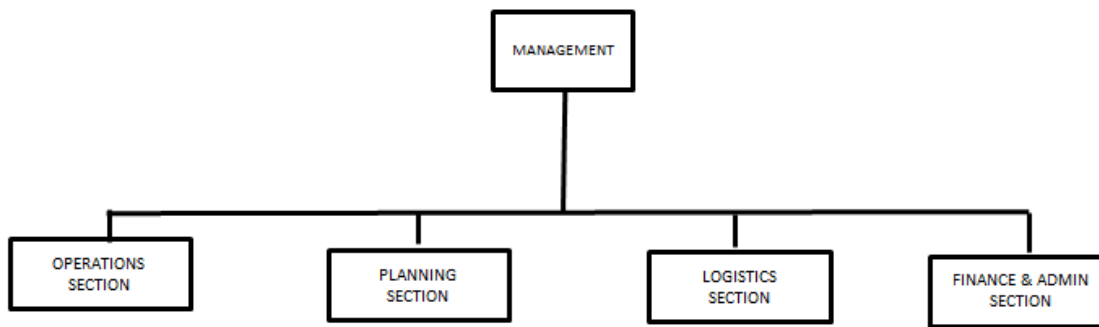 MANAGEMENT
OPERATIONS
SECTION
PLANNING
SECTION
LOGISTICS
SECTION
FINANCE & ADMIN
SECTION